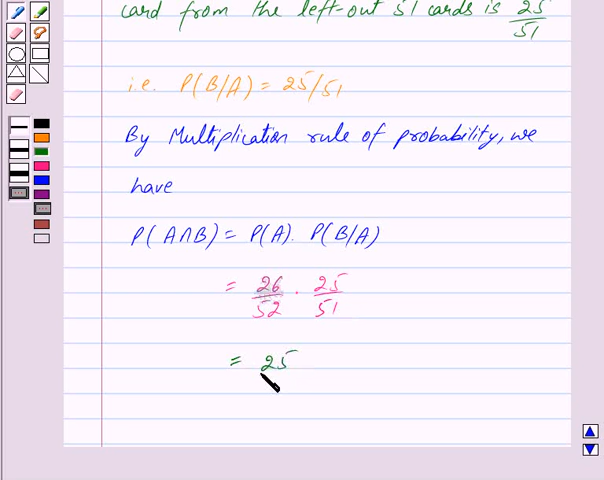 card from the left-out 51 cards is 25/51
i.e. P(B/A) = 25/51
By Multiplication rule of probability, we
have
P(A∩B) = P(A). P(B/A)
= 26/52 . 25/51
= 25